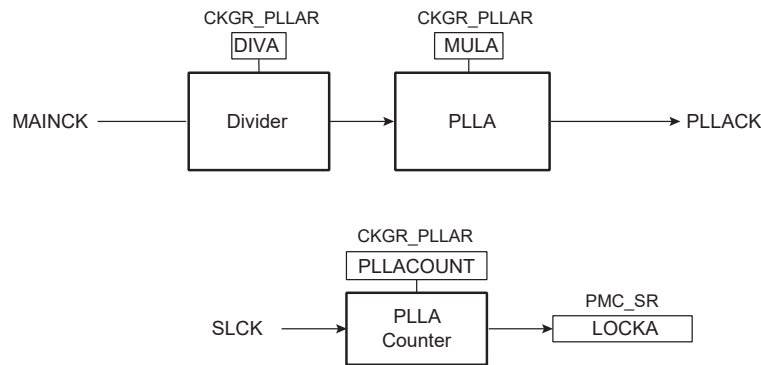 CKGR_PLLAR
CKGR_PLLAR
DIVA
MULA
MAINCK
Divider
PLLA
PLLACK
CKGR_PLLAR
PLLACOUNT
PMC_SR
SLCK
PLLA
Counter
LOCKA